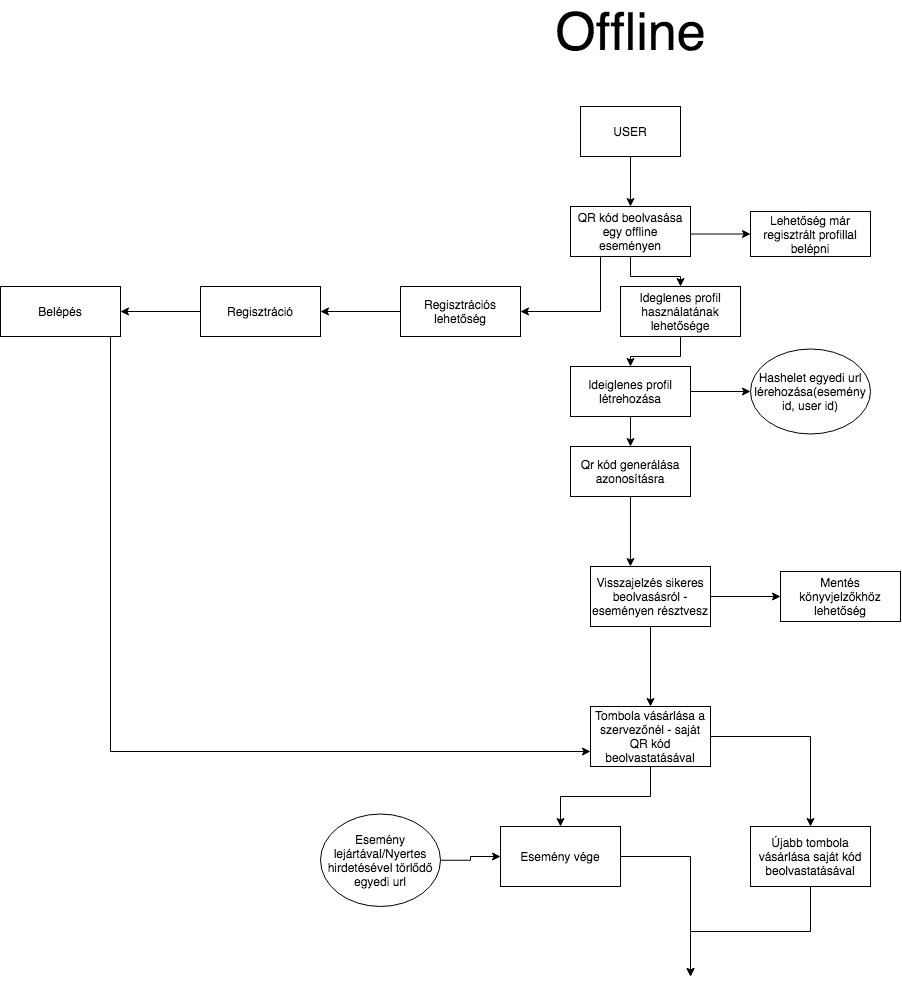 Offline
USER
QR kód beolvasása
egy offline
eseményen
Lehetőség már
regisztrált profillal
belépni
Belépés
Regisztráció
Regisztrációs
lehetőség
Ideglenes profil
használatának
lehetősége
Ideiglenes profil
létrehozása
Hashelet egyedi url
lérehozása(esemény
id, user id)
Qr kód generálása
azonosításra
Visszajelzés sikeres
beolvasásról -
eseményen résztvesz
Mentés
könyvjelzőkhöz
lehetőség
Tombola vásárlása a
szervezőnél - saját
QR kód
beolvastatásával
Esemény
lejártával/Nyertes
hirdetésével törlődő
egyedi url
Esemény vége
Újabb tombola
vásárlása saját kód
beolvastatásával